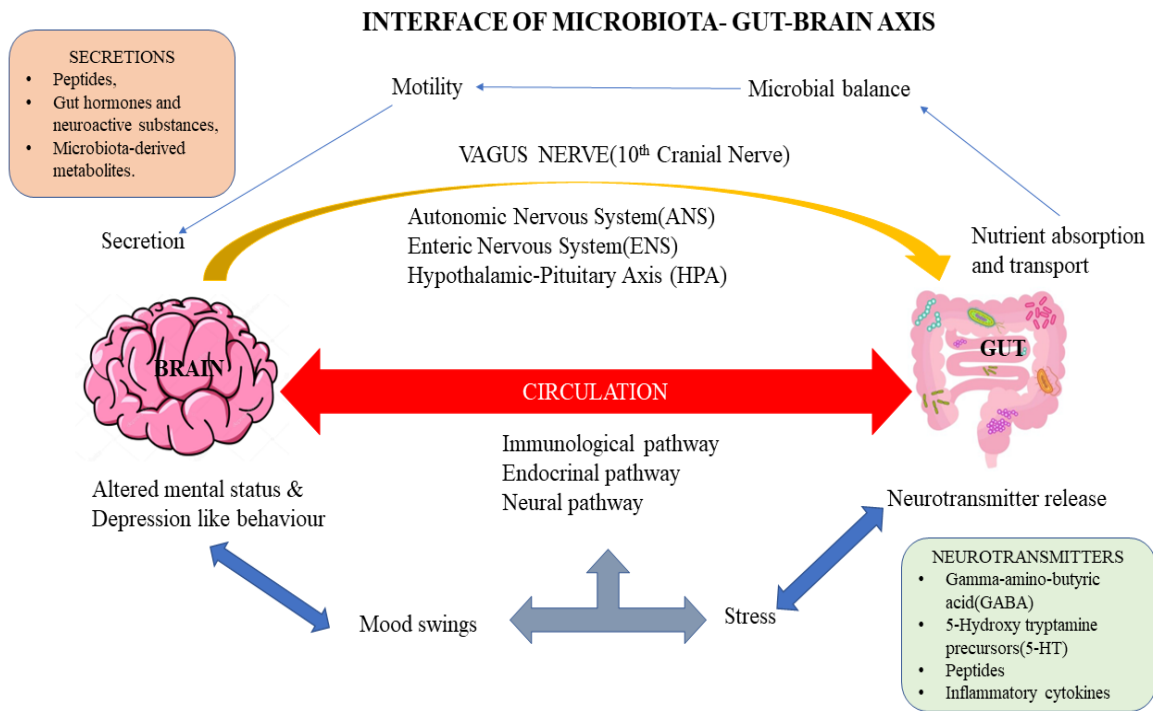 INTERFACE OF MICROBIOTA- GUT-BRAIN AXIS
SECRETIONS
• Peptides,
• Gut hormones and
neuroactive substances,
• Microbiota-derived
metabolites.
Motility
Microbial balance
VAGUS NERVE(10th Cranial Nerve)
Secretion
Autonomic Nervous System(ANS)
Enteric Nervous System(ENS)
Hypothalamic-Pituitary Axis (HPA)
Nutrient absorption
and transport
BRAIN
GUT
CIRCULATION
Immunological pathway
Endocrinal pathway
Neural pathway
Altered mental status &
Depression like behaviour
Neurotransmitter release
Mood swings
Stress
NEUROTRANSMITTERS
• Gamma-amino-butyric
acid(GABA)
• 5-Hydroxy tryptamine
precursors(5-HT)
• Peptides
• Inflammatory cytokines